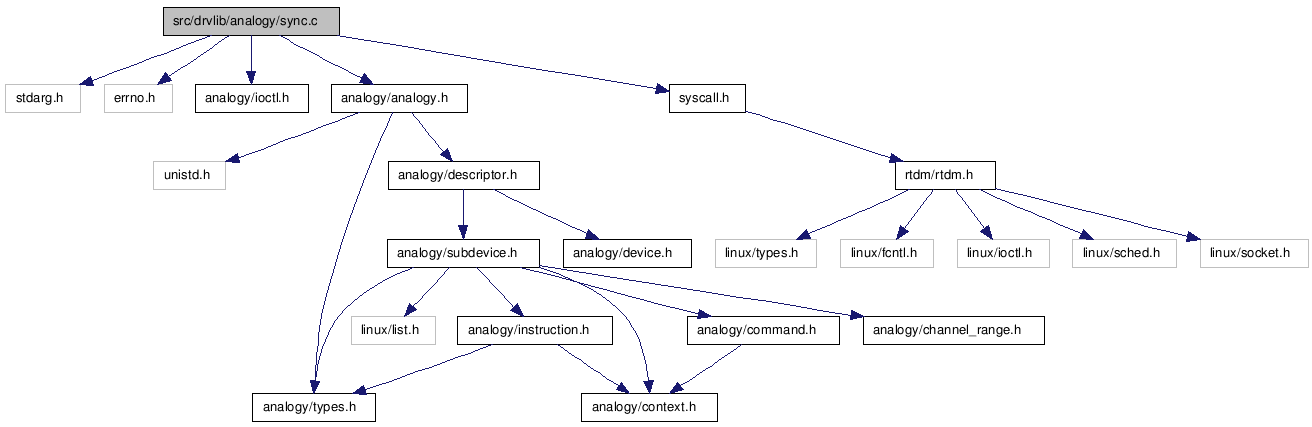 src/drvlib/analogy/sync.c
stdarg.h
errno.h
analogy/ioctl.h
analogy/analogy.h
syscall.h
unistd.h
analogy/descriptor.h
rtdm/rtdm.h
analogy/subdevice.h
analogy/device.h
linux/types.h
linux/fcntl.h
linux/ioctl.h
linux/sched.h
linux/socket.h
linux/list.h
analogy/instruction.h
analogy/command.h
analogy/channel_range.h
analogy/types.h
analogy/context.h